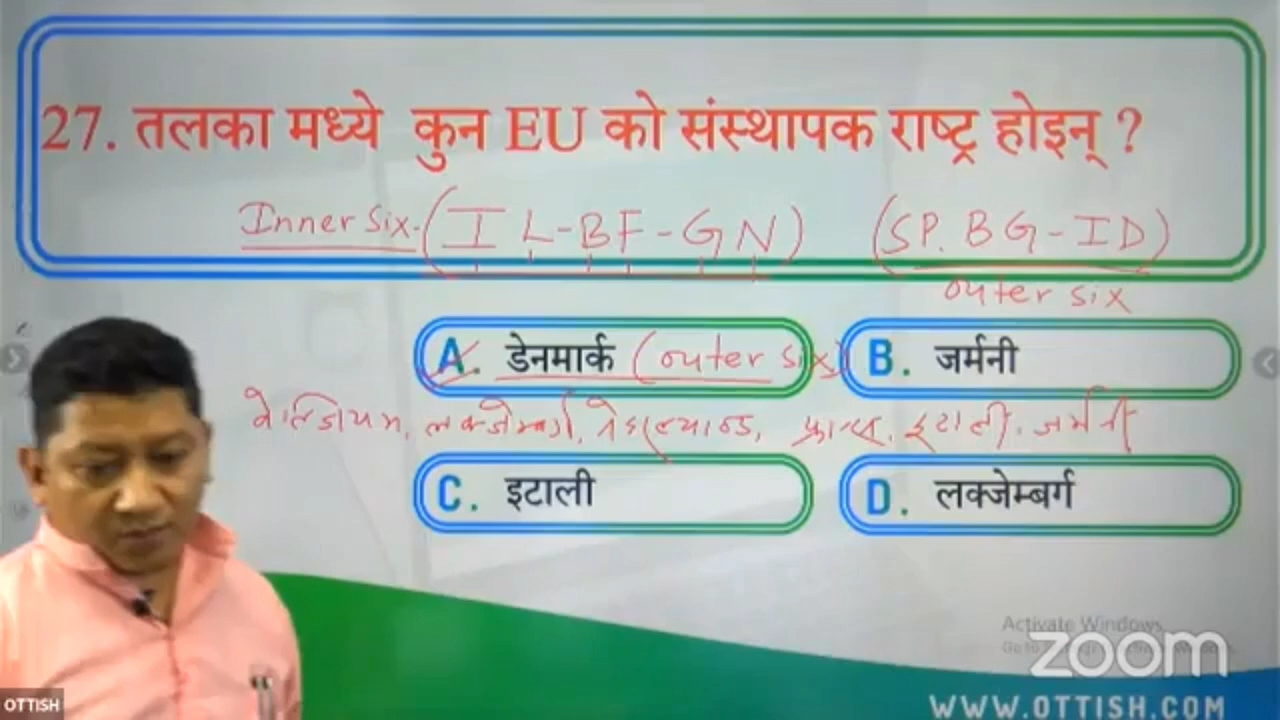 27. तलका मध्ये कुन EU को संस्थापक राष्ट्र होइन् ?
Inner Six. (I L-BF-GN) (SP. BG-ID)
outer six
A. डेनमार्क (outer six) B. जर्मनी
बेल्जियम, लक्जेम्बर्ग, नेदरल्याण्ड, फ्रान्स, इटाली, जर्मनी
C. इटाली D. लक्जेम्बर्ग
Activate Windows
zoom
OTTISH
WWW.OTTISH.COM